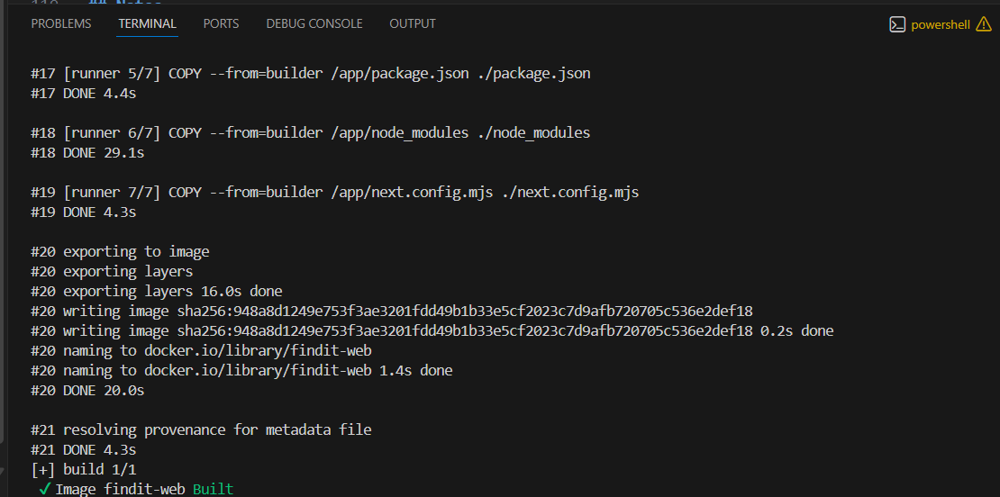 PROBLEMS TERMINAL PORTS DEBUG CONSOLE OUTPUT powershell
#17 [runner 5/7] COPY --from=builder /app/package.json ./package.json
#17 DONE 4.4s
#18 [runner 6/7] COPY --from=builder /app/node_modules ./node_modules
#18 DONE 29.1s
#19 [runner 7/7] COPY --from=builder /app/next.config.mjs ./next.config.mjs
#19 DONE 4.3s
#20 exporting to image
#20 exporting layers
#20 exporting layers 16.0s done
#20 writing image sha256:948a8d1249e753f3ae3201fdd49b1b33e5cf2023c7d9afb720705c536e2def18
#20 writing image sha256:948a8d1249e753f3ae3201fdd49b1b33e5cf2023c7d9afb720705c536e2def18 0.2s done
#20 naming to docker.io/library/findit-web
#20 naming to docker.io/library/findit-web 1.4s done
#20 DONE 20.0s
#21 resolving provenance for metadata file
#21 DONE 4.3s
[+] build 1/1
✓ Image findit-web Built